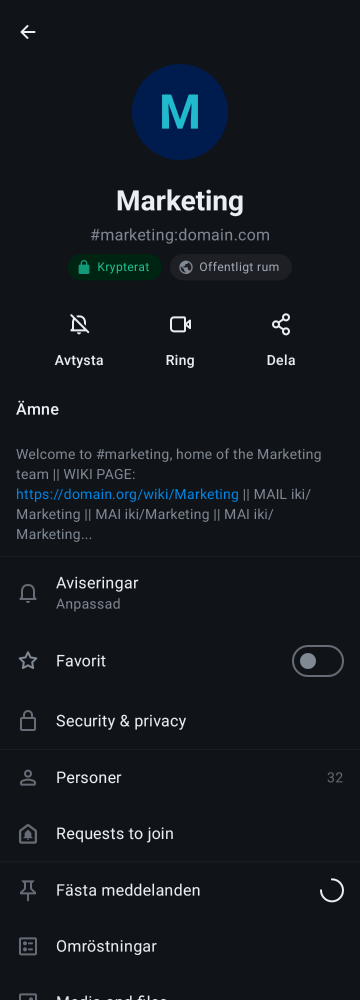 M
Marketing
#marketing:domain.com
Krypterat
Offentligt rum
Avtysta
Ring
Dela
Ämne
Welcome to #marketing, home of the Marketing
team || WIKI PAGE:
https://domain.org/wiki/Marketing || MAIL iki/
Marketing || MAI iki/Marketing || MAI iki/
Marketing...
Aviseringar
Anpassad
Favorit
Security & privacy
Personer 32
Requests to join
Fästa meddelanden
Omröstningar
Media and files